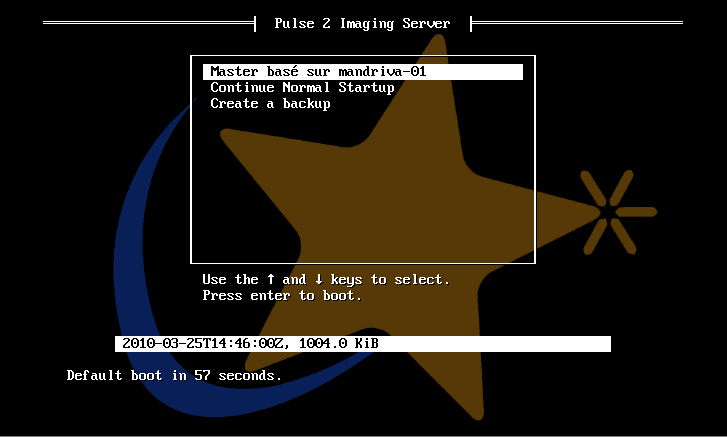 Pulse 2 Imaging Server
Master basé sur mandriva-01
Continue Normal Startup
Create a backup
Use the ↑ and ↓ keys to select.
Press enter to boot.
2010-03-25T14:46:00Z, 1004.0 KiB
Default boot in 57 seconds.